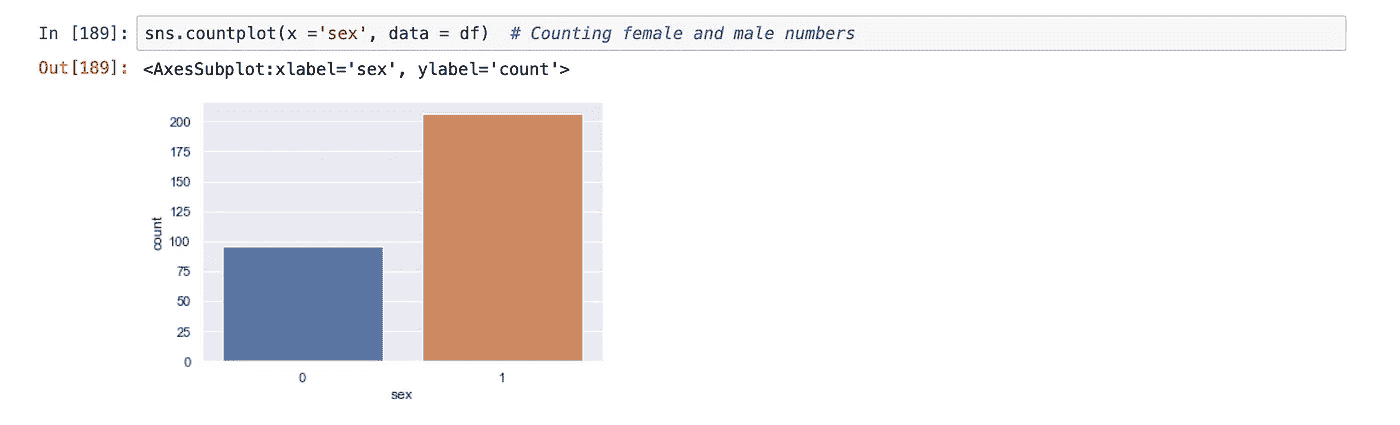 In [189]: sns.countplot(x ='sex', data = df)  # Counting female and male numbers
Out[189]: <AxesSubplot:xlabel='sex', ylabel='count'>
200
175
150
125
100
75
50
25
0
count
0 1
sex